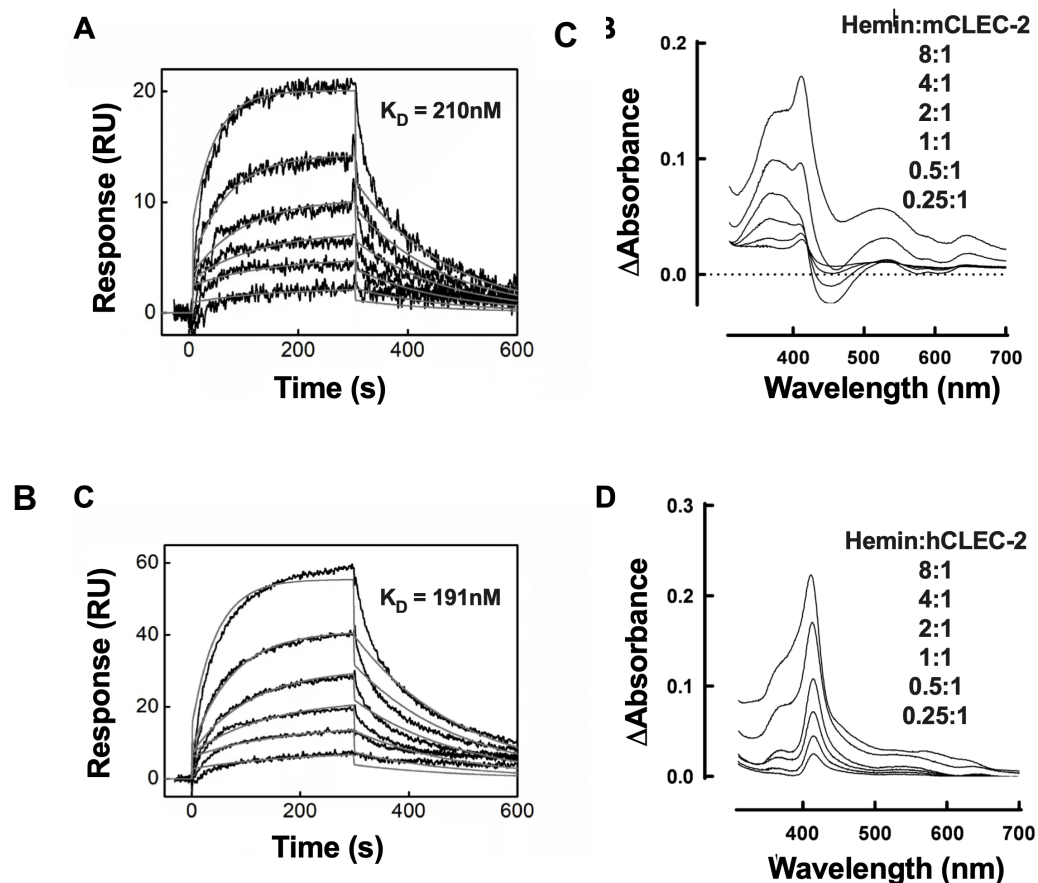 A
20
10
0
Response (RU)
K_D = 210nM
0
200
400
600
Time (s)
C
B
Hemin:mCLEC-2
8:1
4:1
2:1
1:1
0.5:1
0.25:1
0.2
0.1
0.0
ΔAbsorbance
400
500
600
700
Wavelength (nm)
B
C
60
40
20
0
Response (RU)
K_D = 191nM
0
200
400
600
Time (s)
D
Hemin:hCLEC-2
8:1
4:1
2:1
1:1
0.5:1
0.25:1
0.3
0.2
0.1
0.0
ΔAbsorbance
400
500
600
700
Wavelength (nm)